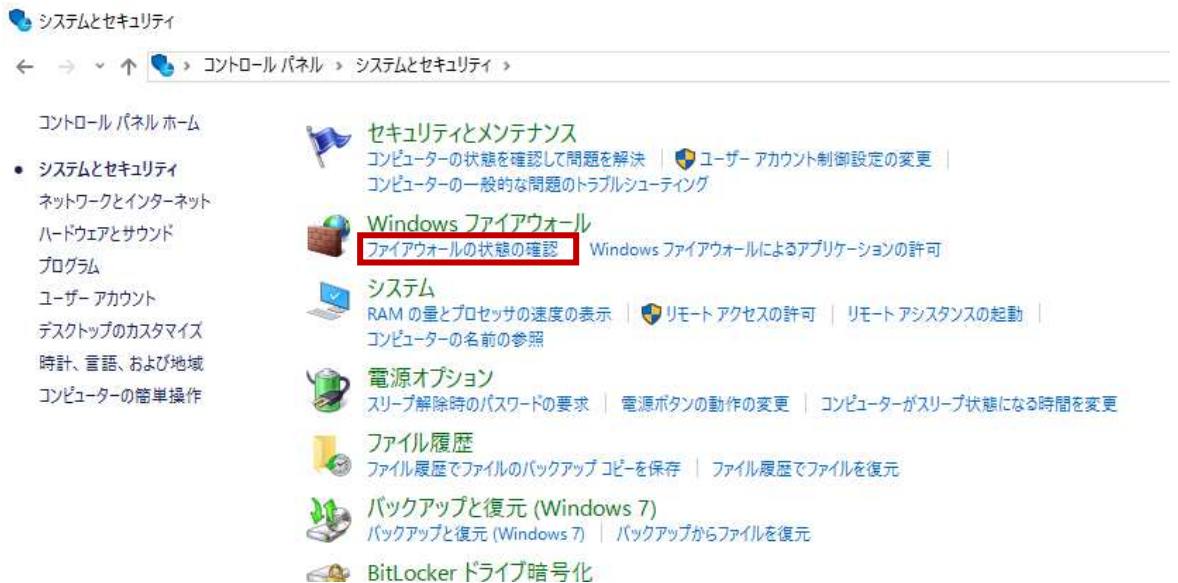 システムとセキュリティ
コントロール パネル › システムとセキュリティ ›
コントロール パネル ホーム
システムとセキュリティ
ネットワークとインターネット
ハードウェアとサウンド
プログラム
ユーザー アカウント
デスクトップのカスタマイズ
時計、言語、および地域
コンピューターの簡単操作
セキュリティとメンテナンス
コンピューターの状態を確認して問題を解決 | ユーザー アカウント制御設定の変更 |
コンピューターの一般的な問題のトラブルシューティング
Windows ファイアウォール
ファイアウォールの状態の確認 Windows ファイアウォールによるアプリケーションの許可
システム
RAM の量とプロセッサの速度の表示 | リモート アクセスの許可 | リモート アシスタンスの起動 |
コンピューターの名前の参照
電源オプション
スリープ解除時のパスワードの要求 | 電源ボタンの動作の変更 | コンピューターがスリープ状態になる時間を変更
ファイル履歴
ファイル履歴でファイルのバックアップ コピーを保存 | ファイル履歴でファイルを復元
バックアップと復元 (Windows 7)
バックアップと復元 (Windows 7) | バックアップからファイルを復元
BitLocker ドライブ暗号化